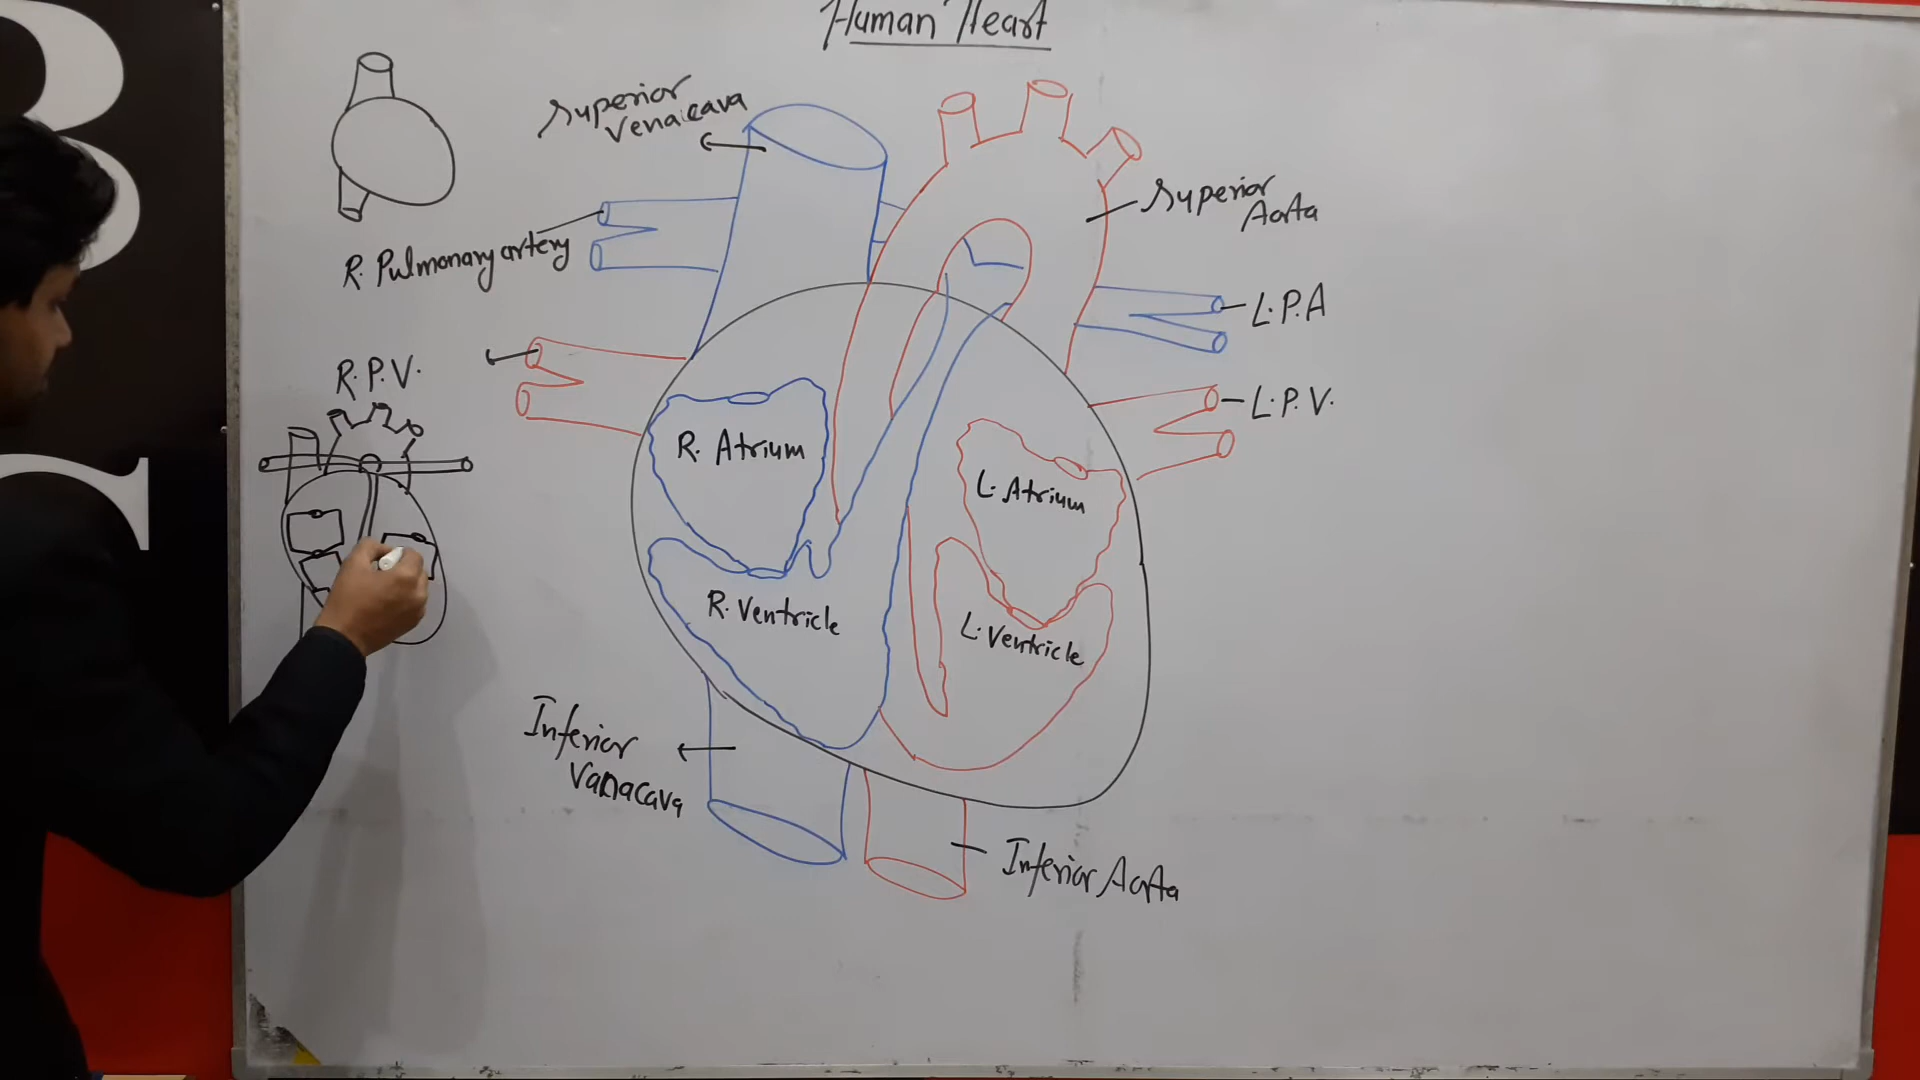 Human Heart
Superior
Venacava
R. Pulmonary artery
Superior
Aorta
L.P.A
R.P.V.
L.P.V.
R. Atrium
L. Atrium
R. Ventricle
L. Ventricle
Inferior
Vanacava
Inferior Aorta
B
C